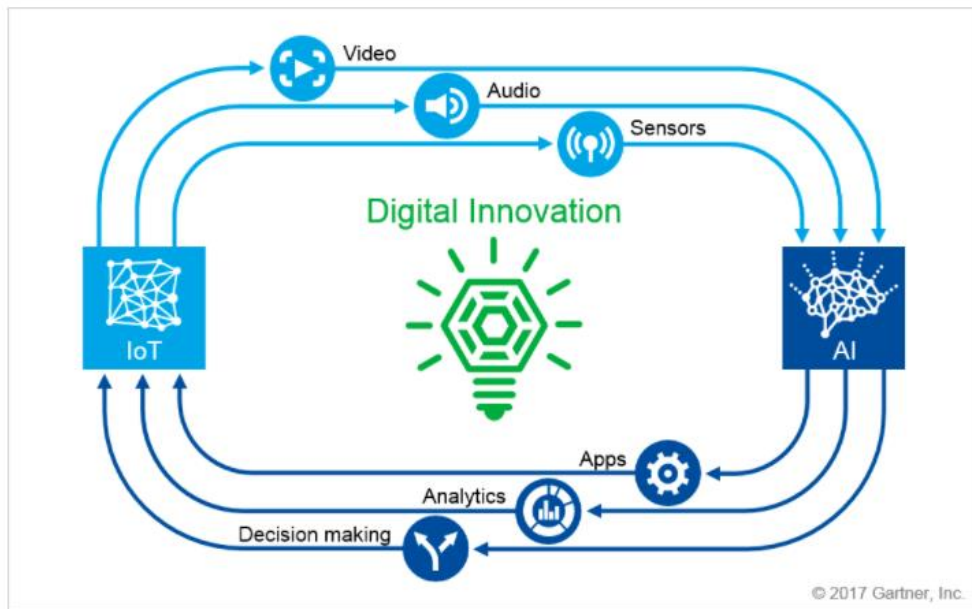 Video
Audio
Sensors
Digital Innovation
IoT
AI
Apps
Analytics
Decision making
© 2017 Gartner, Inc.